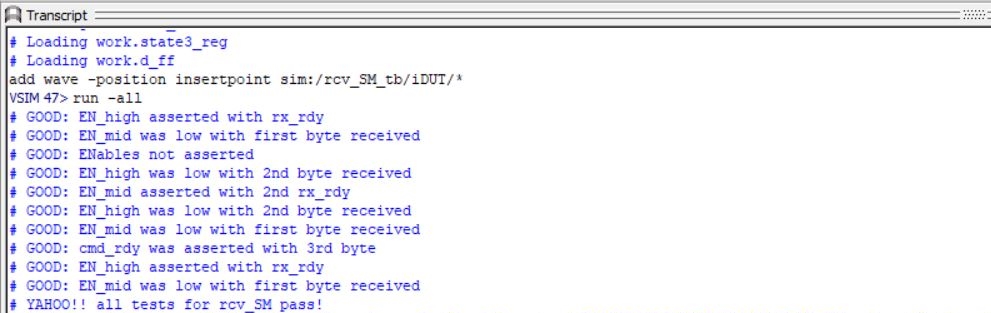 Transcript
# Loading work.state3_reg
# Loading work.d_ff
add wave -position insertpoint sim:/rcv_SM_tb/iDUT/*
VSIM 47> run -all
# GOOD: EN_high asserted with rx_rdy
# GOOD: EN_mid was low with first byte received
# GOOD: ENables not asserted
# GOOD: EN_high was low with 2nd byte received
# GOOD: EN_mid asserted with 2nd rx_rdy
# GOOD: EN_high was low with 2nd byte received
# GOOD: EN_mid was low with first byte received
# GOOD: cmd_rdy was asserted with 3rd byte
# GOOD: EN_high asserted with rx_rdy
# GOOD: EN_mid was low with first byte received
# YAHOO!! all tests for rcv_SM pass!